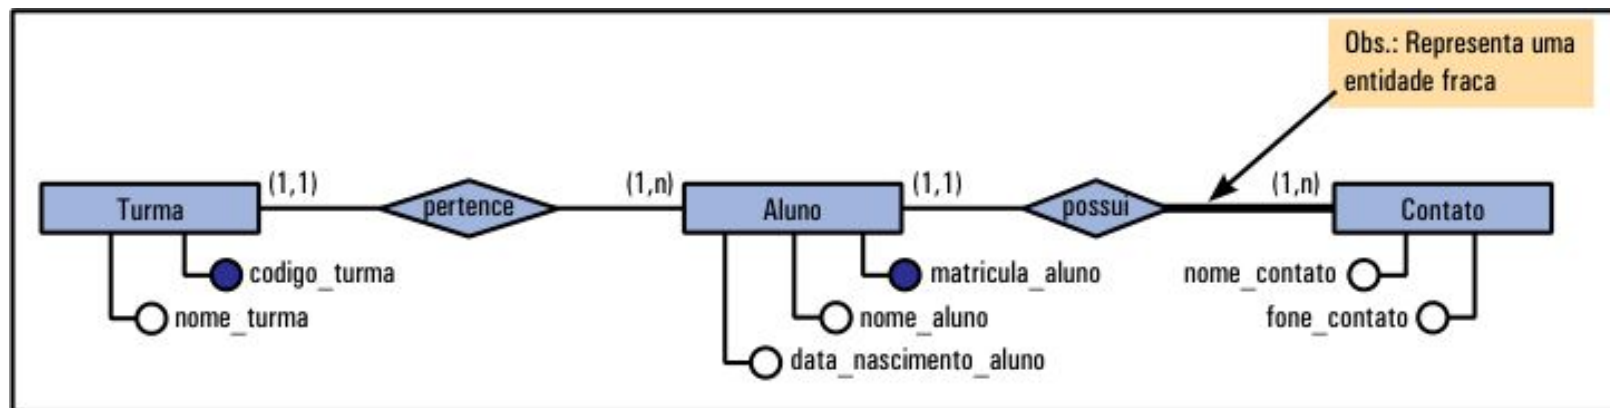 Obs.: Representa uma
entidade fraca
Turma
(1,1)
pertence
(1,n)
Aluno
(1,1)
possui
(1,n)
Contato
codigo_turma
nome_turma
matricula_aluno
nome_aluno
data_nascimento_aluno
nome_contato
fone_contato